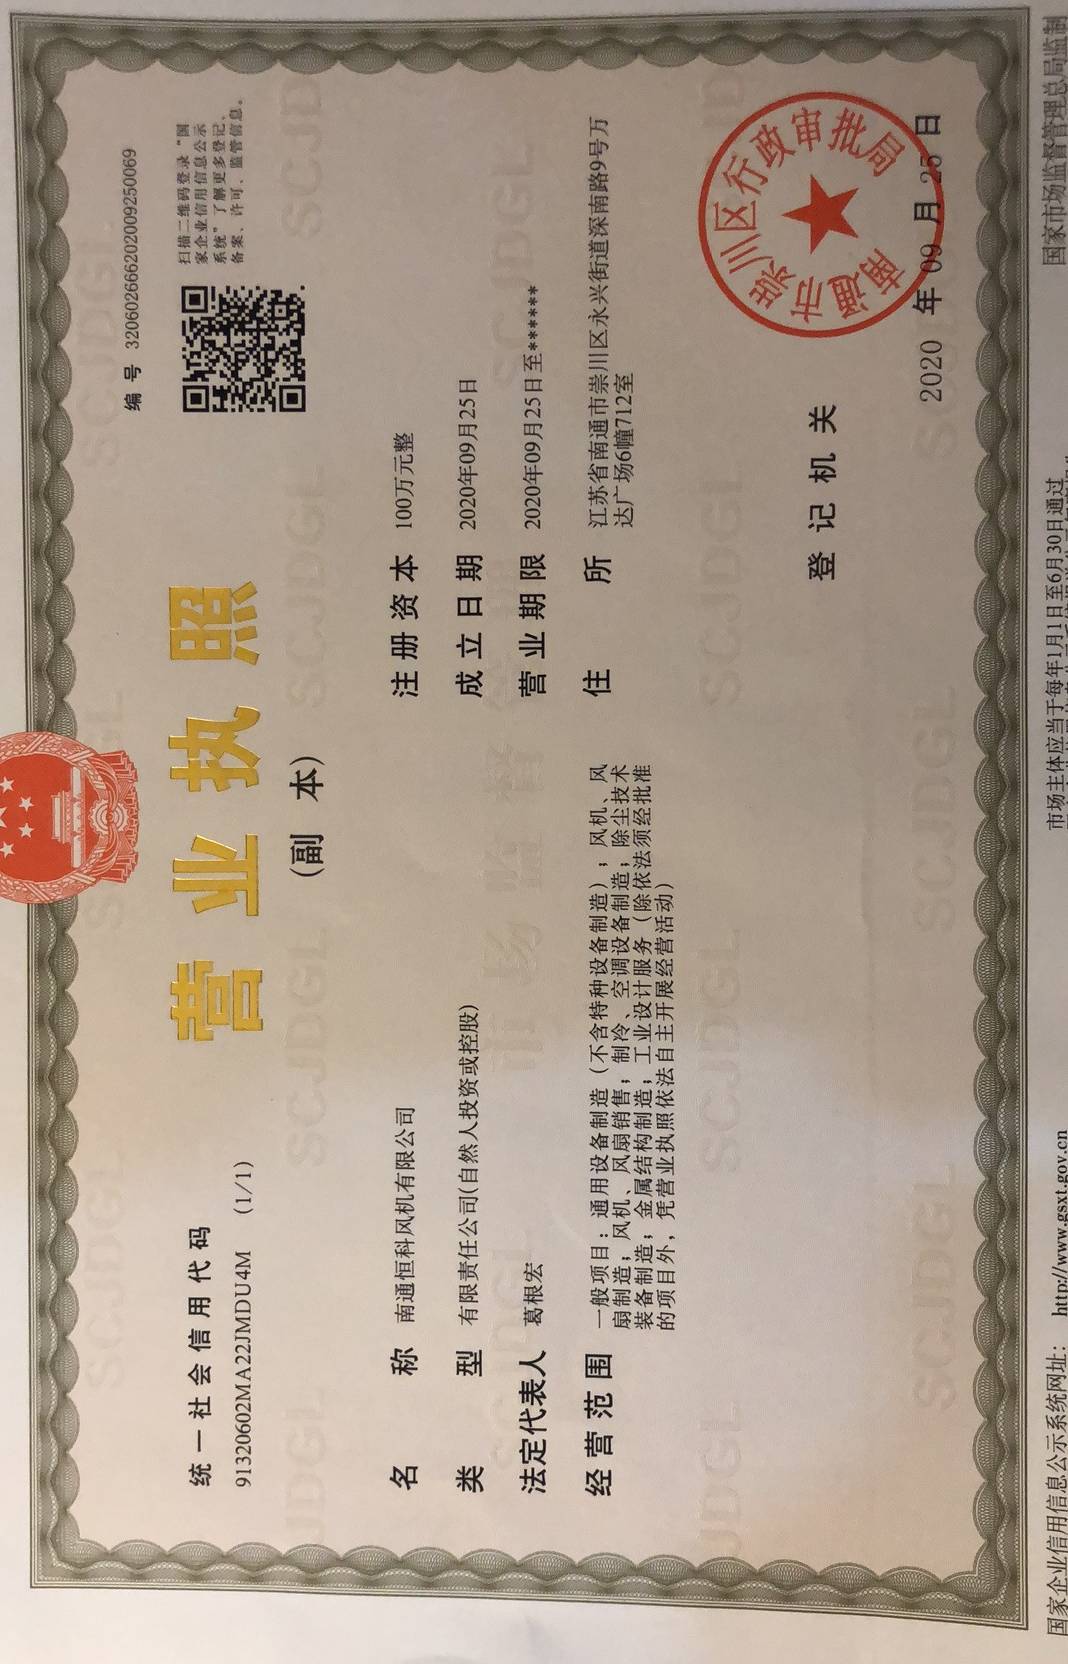 编 号 320602666202009250069
扫描二维码登录“国
家企业信用信息公示
系统”了解更多登记、
备案、许可、监管信息。
统一社会信用代码
91320602MA22JMDU4M (1/1)
营业执照
(副 本)
名 称 南通恒科风机有限公司
类 型 有限责任公司(自然人投资或控股)
法定代表人 葛根宏
经营范围 一般项目：通用设备制造（不含特种设备制造）；风机、风
扇制造；风机、风扇销售；制冷、空调设备制造；除尘技术
装备制造；金属结构制造；工业设计服务（除依法须经批准
的项目外，凭营业执照依法自主开展经营活动）
注册资本 100万元整
成立日期 2020年09月25日
营业期限 2020年09月25日至******
住 所 江苏省南通市崇川区永兴街道深南路9号万
达广场6幢712室
登记机关
南通市崇川区行政审批局
2020 年 09 月 25 日
国家企业信用信息公示系统网址： http://www.gsxt.gov.cn
市场主体应当于每年1月1日至6月30日通过
国家市场监督管理总局监制
SCJDGL
市场监督管理